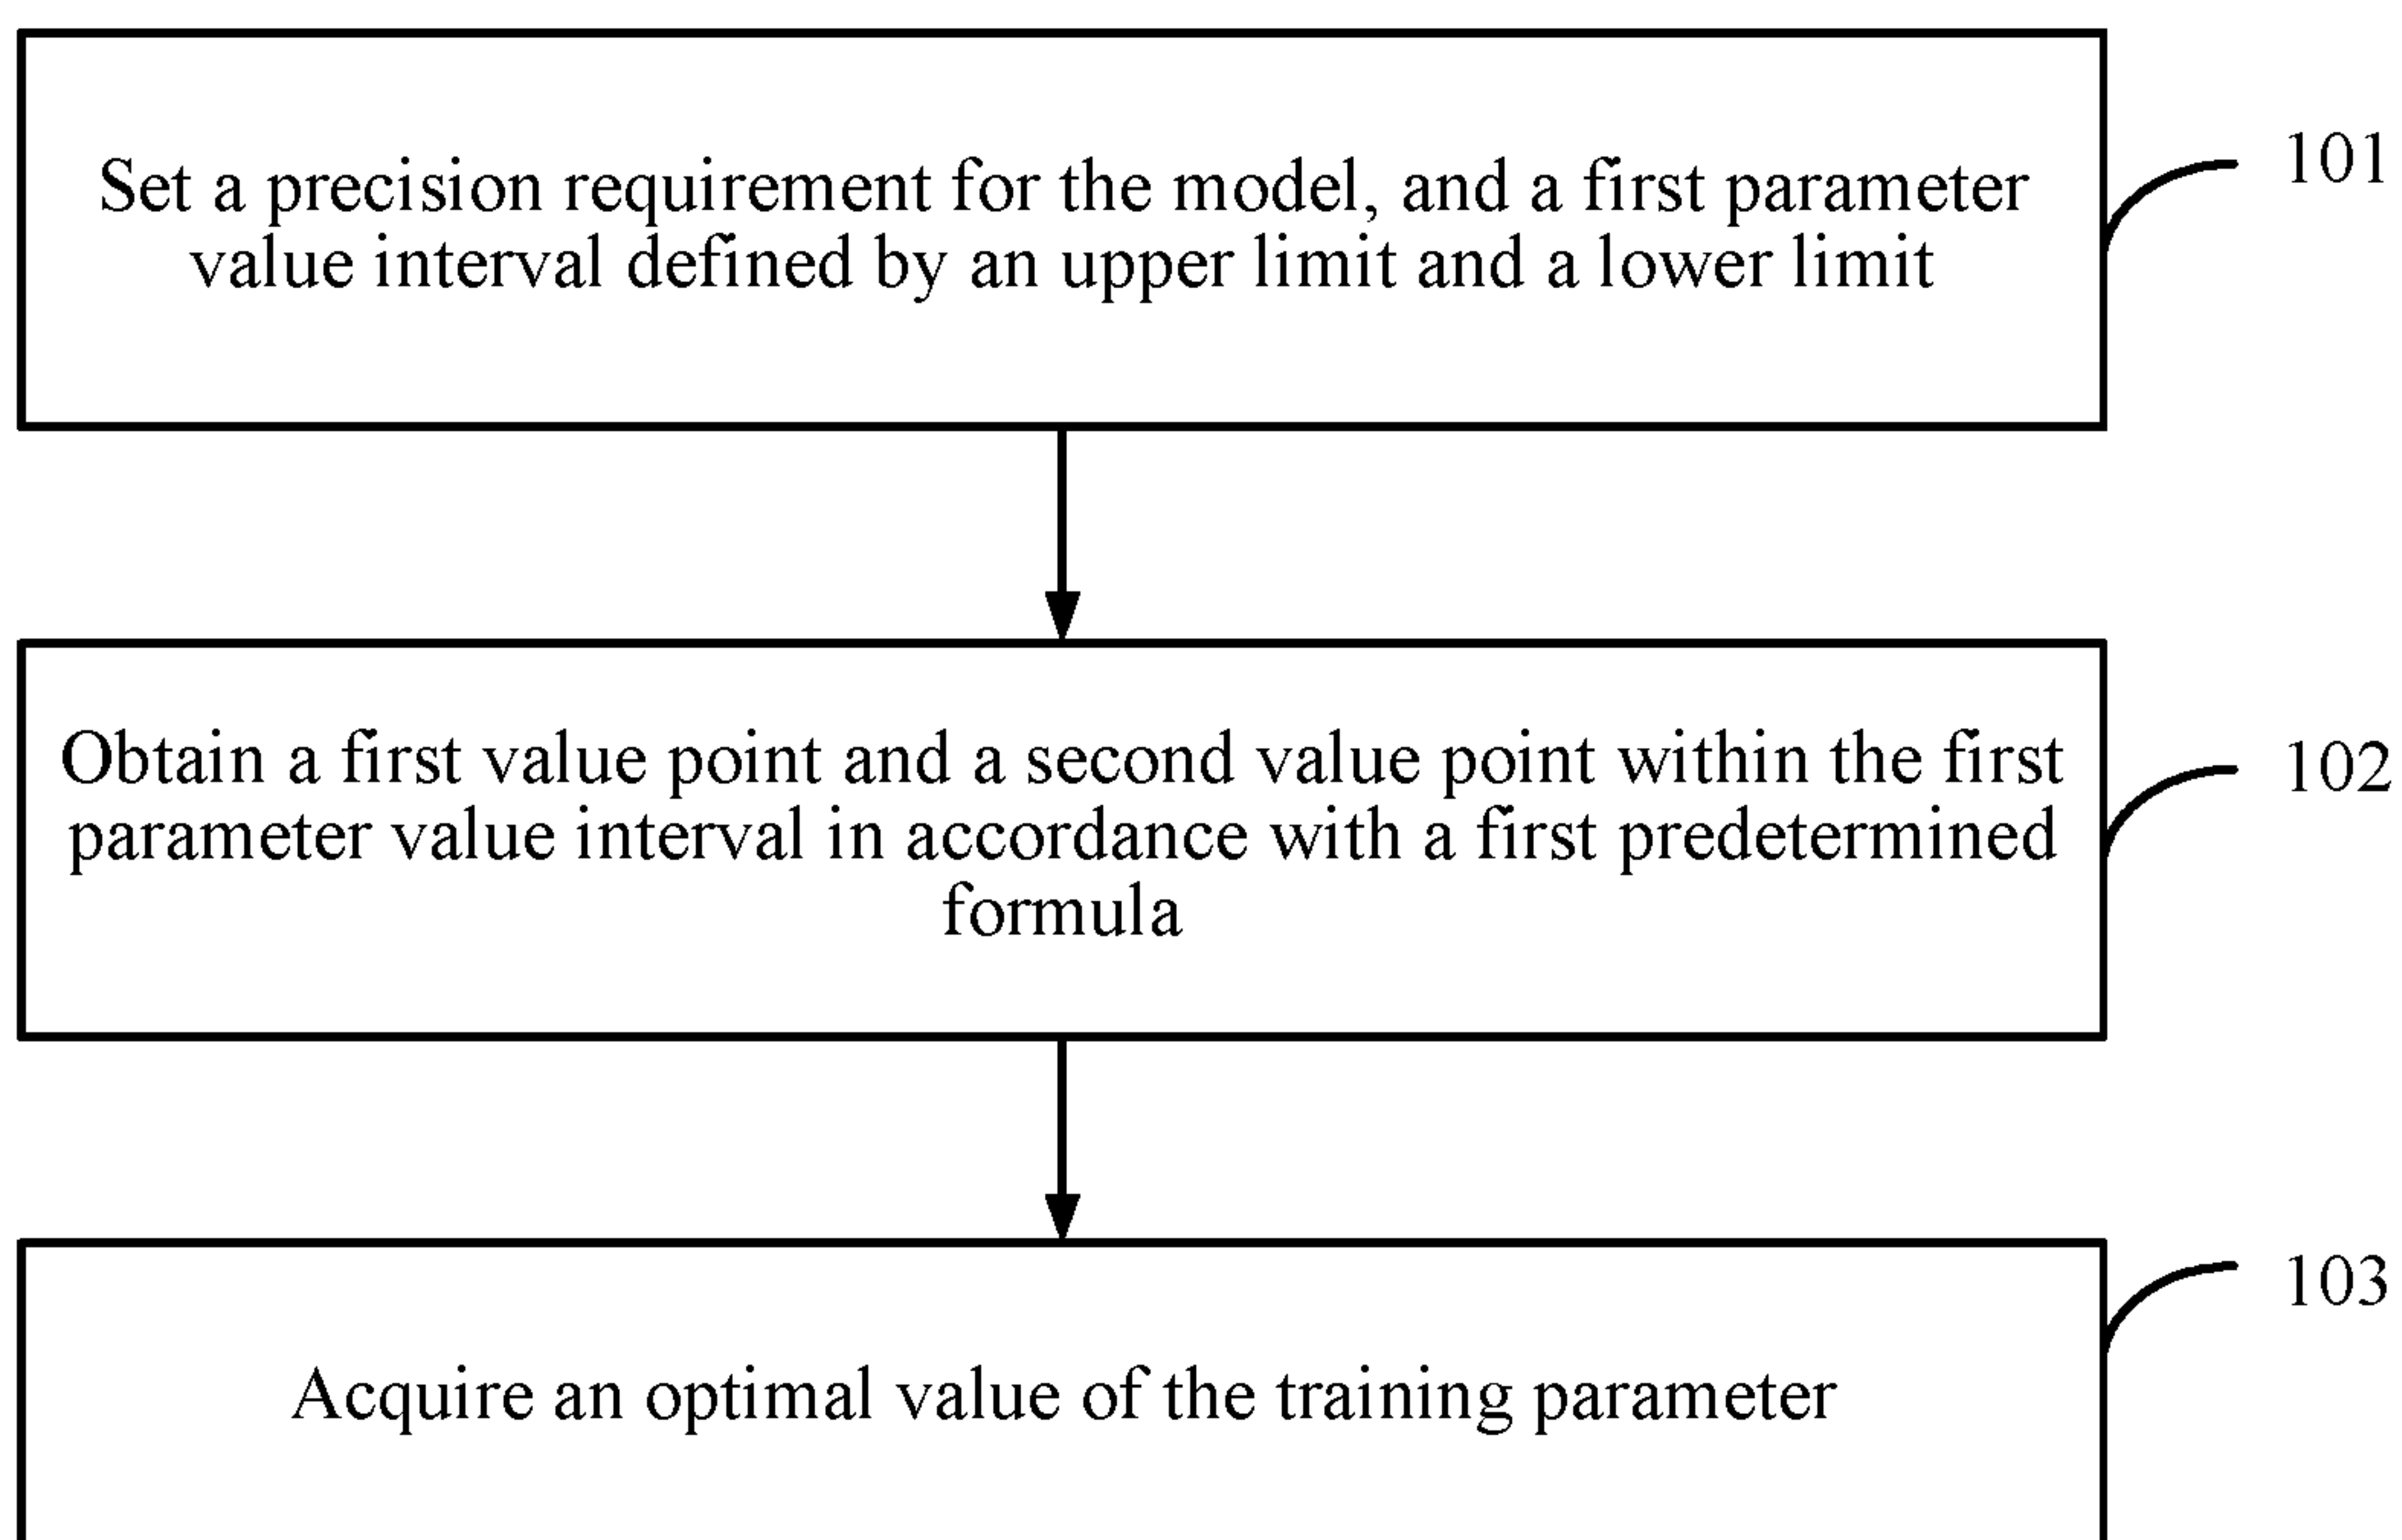 Set a precision requirement for the model, and a first parameter
value interval defined by an upper limit and a lower limit
101
Obtain a first value point and a second value point within the first
parameter value interval in accordance with a first predetermined
formula
102
Acquire an optimal value of the training parameter
103